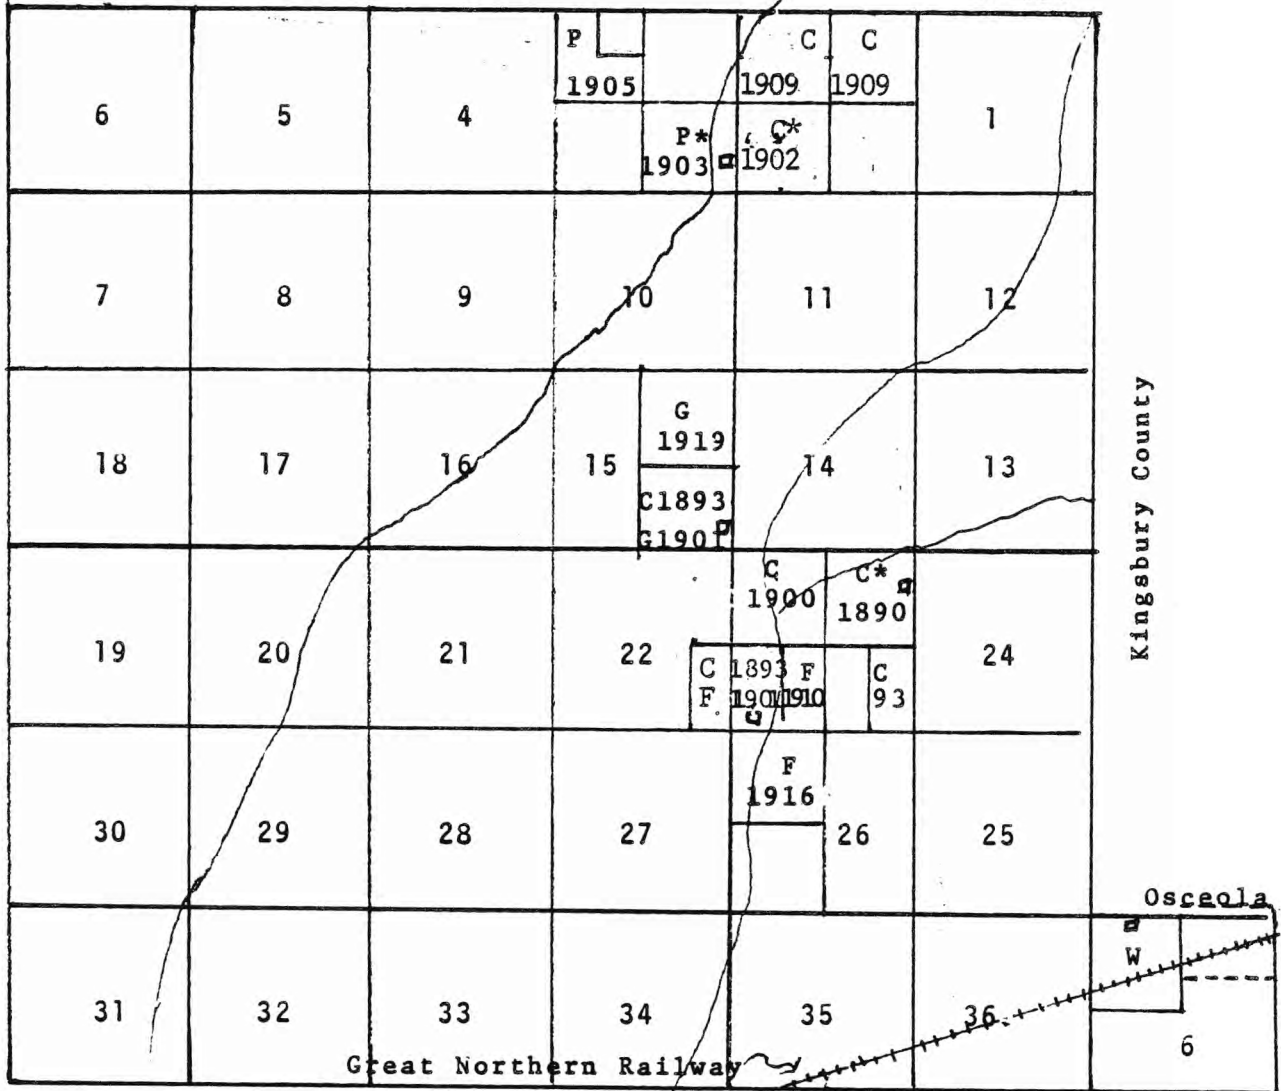 P C C
1905 1909 1909
6 5 4 1
P* C*
1903 1902
7 8 9 10 11 12
G
1919
18 17 16 15 14 13
C1893
G1901
C C*
1900 1890
19 20 21 22 24
C 1893 F C
F 1901 1910 93
F
1916
30 29 28 27 26 25
Kingsbury County
Osceola
W
31 32 33 34 35 36
6
Great Northern Railway